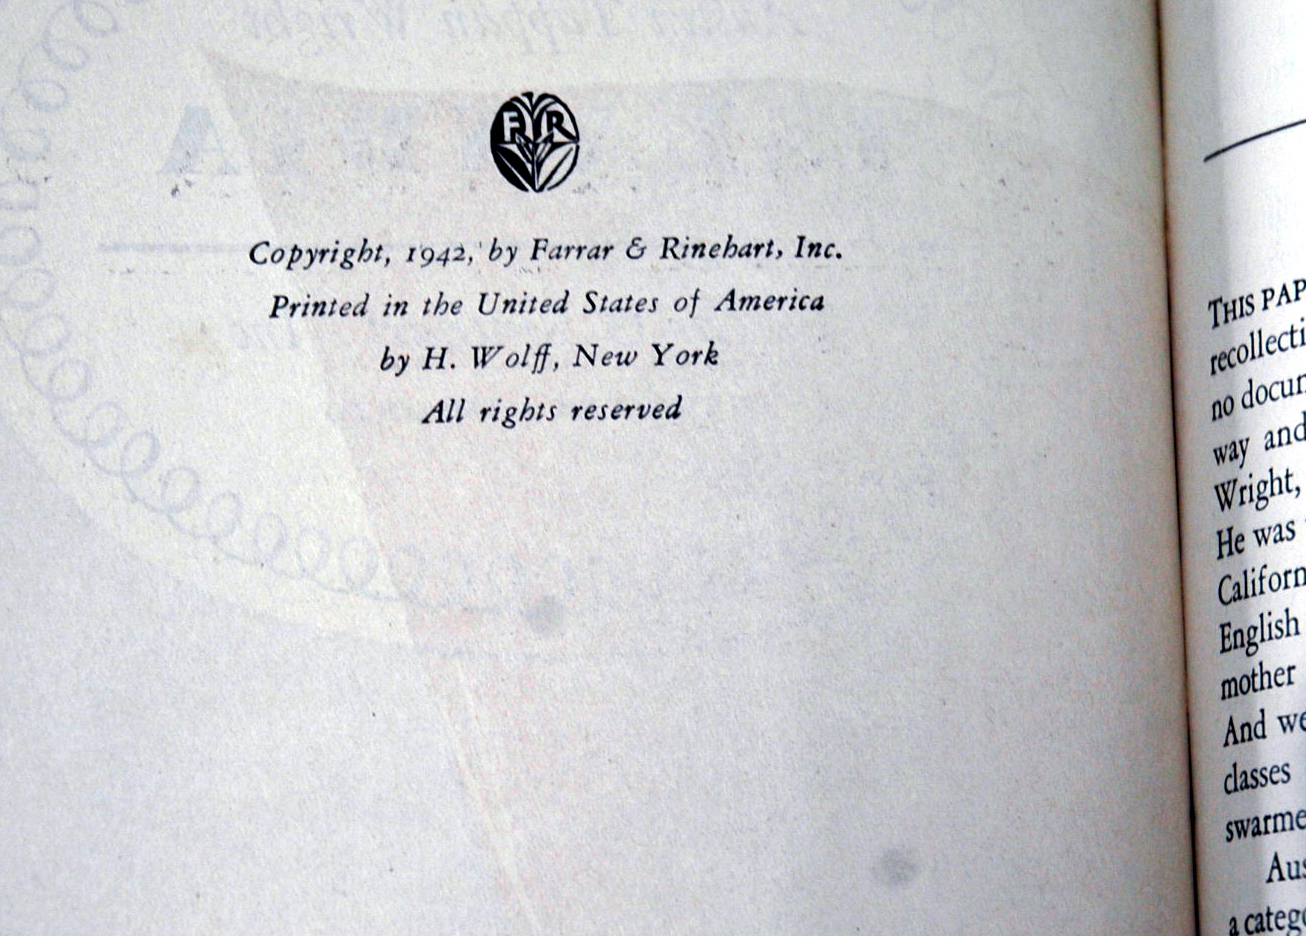 FR
Copyright, 1942, by Farrar & Rinehart, Inc.
Printed in the United States of America
by H. Wolff, New York
All rights reserved
THIS PAP
recollecti
no docum
way and
Wright,
He was
Californ
English
mother
And we
classes
swarme
Aus
a catego